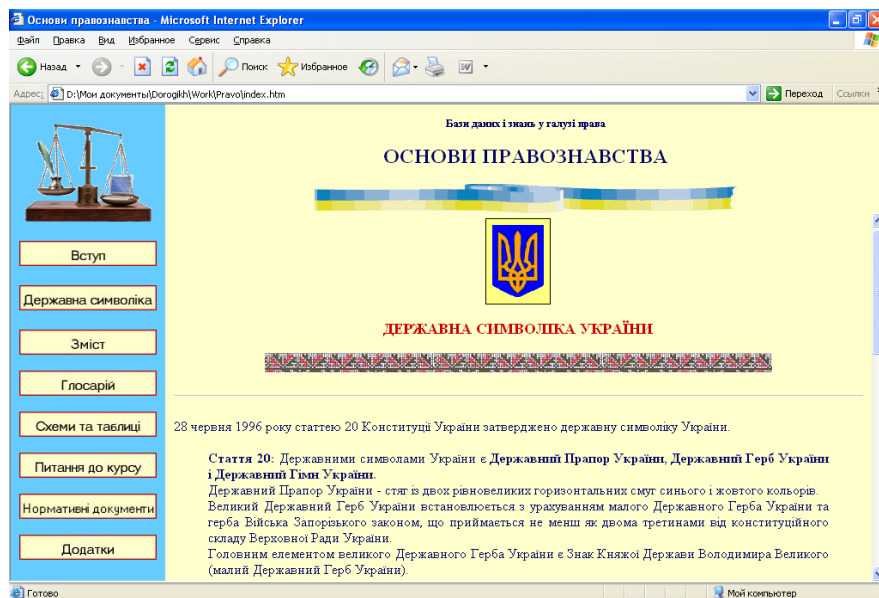 Основи правознавства - Microsoft Internet Explorer
Файл Правка Вид Избранное Сервис Справка
Назад Поиск Избранное
Адрес: D:\Мои документы\Dorogikh\Work\Pravo\index.htm Переход Ссылки
Бази даних і знань у галузі права
ОСНОВИ ПРАВОЗНАВСТВА
Вступ
Державна символіка
Зміст
Глосарій
Схеми та таблиці
Питання до курсу
Нормативні документи
Додатки
ДЕРЖАВНА СИМВОЛІКА УКРАЇНИ
28 червня 1996 року статтею 20 Конституції України затверджено державну символіку України.
Стаття 20: Державними символами України є Державний Прапор України, Державний Герб України
і Державний Гімн України.
Державний Прапор України - стяг із двох рівновеликих горизонтальних смуг синього і жовтого кольорів.
Великий Державний Герб України встановлюється з урахуванням малого Державного Герба України та
герба Війська Запорізького законом, що приймається не менш як двома третинами від конституційного
складу Верховної Ради України.
Головним елементом великого Державного Герба України є Знак Княжої Держави Володимира Великого
(малий Державний Герб України).
Готово Мой компьютер